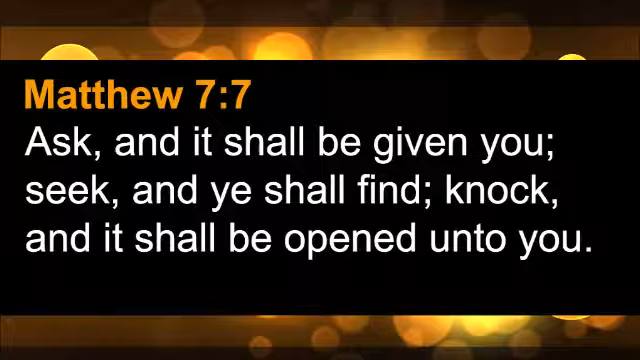 Matthew 7:7
Ask, and it shall be given you;
seek, and ye shall find; knock,
and it shall be opened unto you.